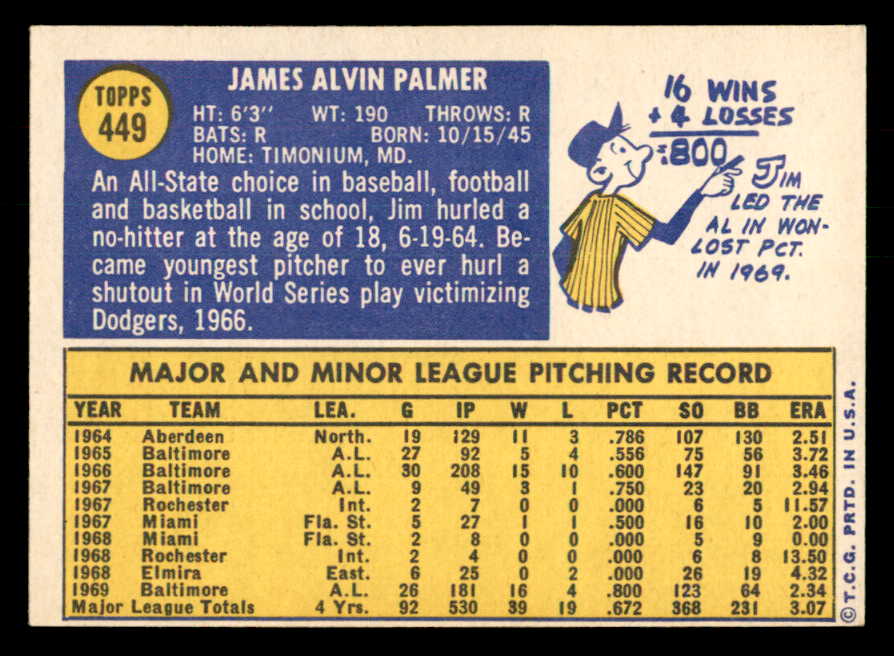 TOPPS
449
JAMES ALVIN PALMER
HT: 6'3" WT: 190 THROWS: R
BATS: R BORN: 10/15/45
HOME: TIMONIUM, MD.
An All-State choice in baseball, football
and basketball in school, Jim hurled a
no-hitter at the age of 18, 6-19-64. Be-
came youngest pitcher to ever hurl a
shutout in World Series play victimizing
Dodgers, 1966.
16 WINS
+ 4 LOSSES
=.800
JIM
LED THE
AL IN WON-
LOST PCT.
IN 1969.
MAJOR AND MINOR LEAGUE PITCHING RECORD
YEAR TEAM LEA. G IP W L PCT SO BB ERA
1964 Aberdeen North. 19 129 11 3 .786 107 130 2.51
1965 Baltimore A.L. 27 92 5 4 .556 75 56 3.72
1966 Baltimore A.L. 30 208 15 10 .600 147 91 3.46
1967 Baltimore A.L. 9 49 3 1 .750 23 20 2.94
1967 Rochester Int. 2 7 0 0 .000 6 5 11.57
1967 Miami Fla. St. 5 27 1 1 .500 16 10 2.00
1968 Miami Fla. St. 2 8 0 0 .000 5 9 0.00
1968 Rochester Int. 2 4 0 0 .000 6 8 13.50
1968 Elmira East. 6 25 0 2 .000 26 19 4.32
1969 Baltimore A.L. 26 181 16 4 .800 123 64 2.34
Major League Totals 4 Yrs. 92 530 39 19 .672 368 231 3.07
© T.C.G. PRTD. IN U.S.A.